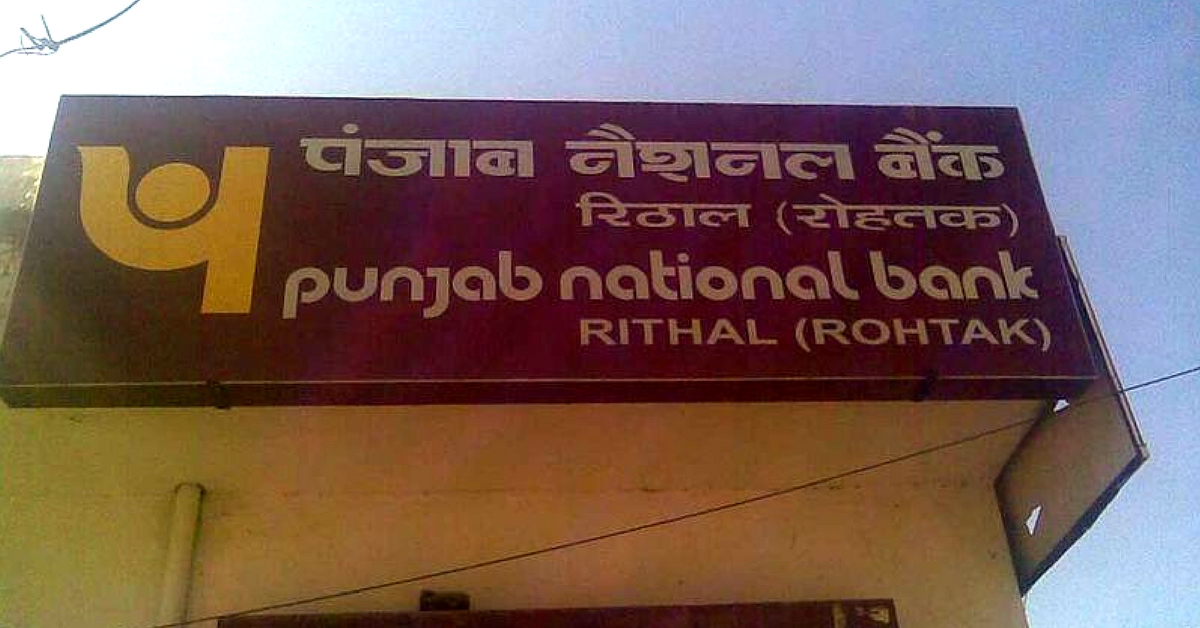 पंजाब नैशनल बैंक
रिठाल (रोहतक)
punjab national bank
RITHAL (ROHTAK)